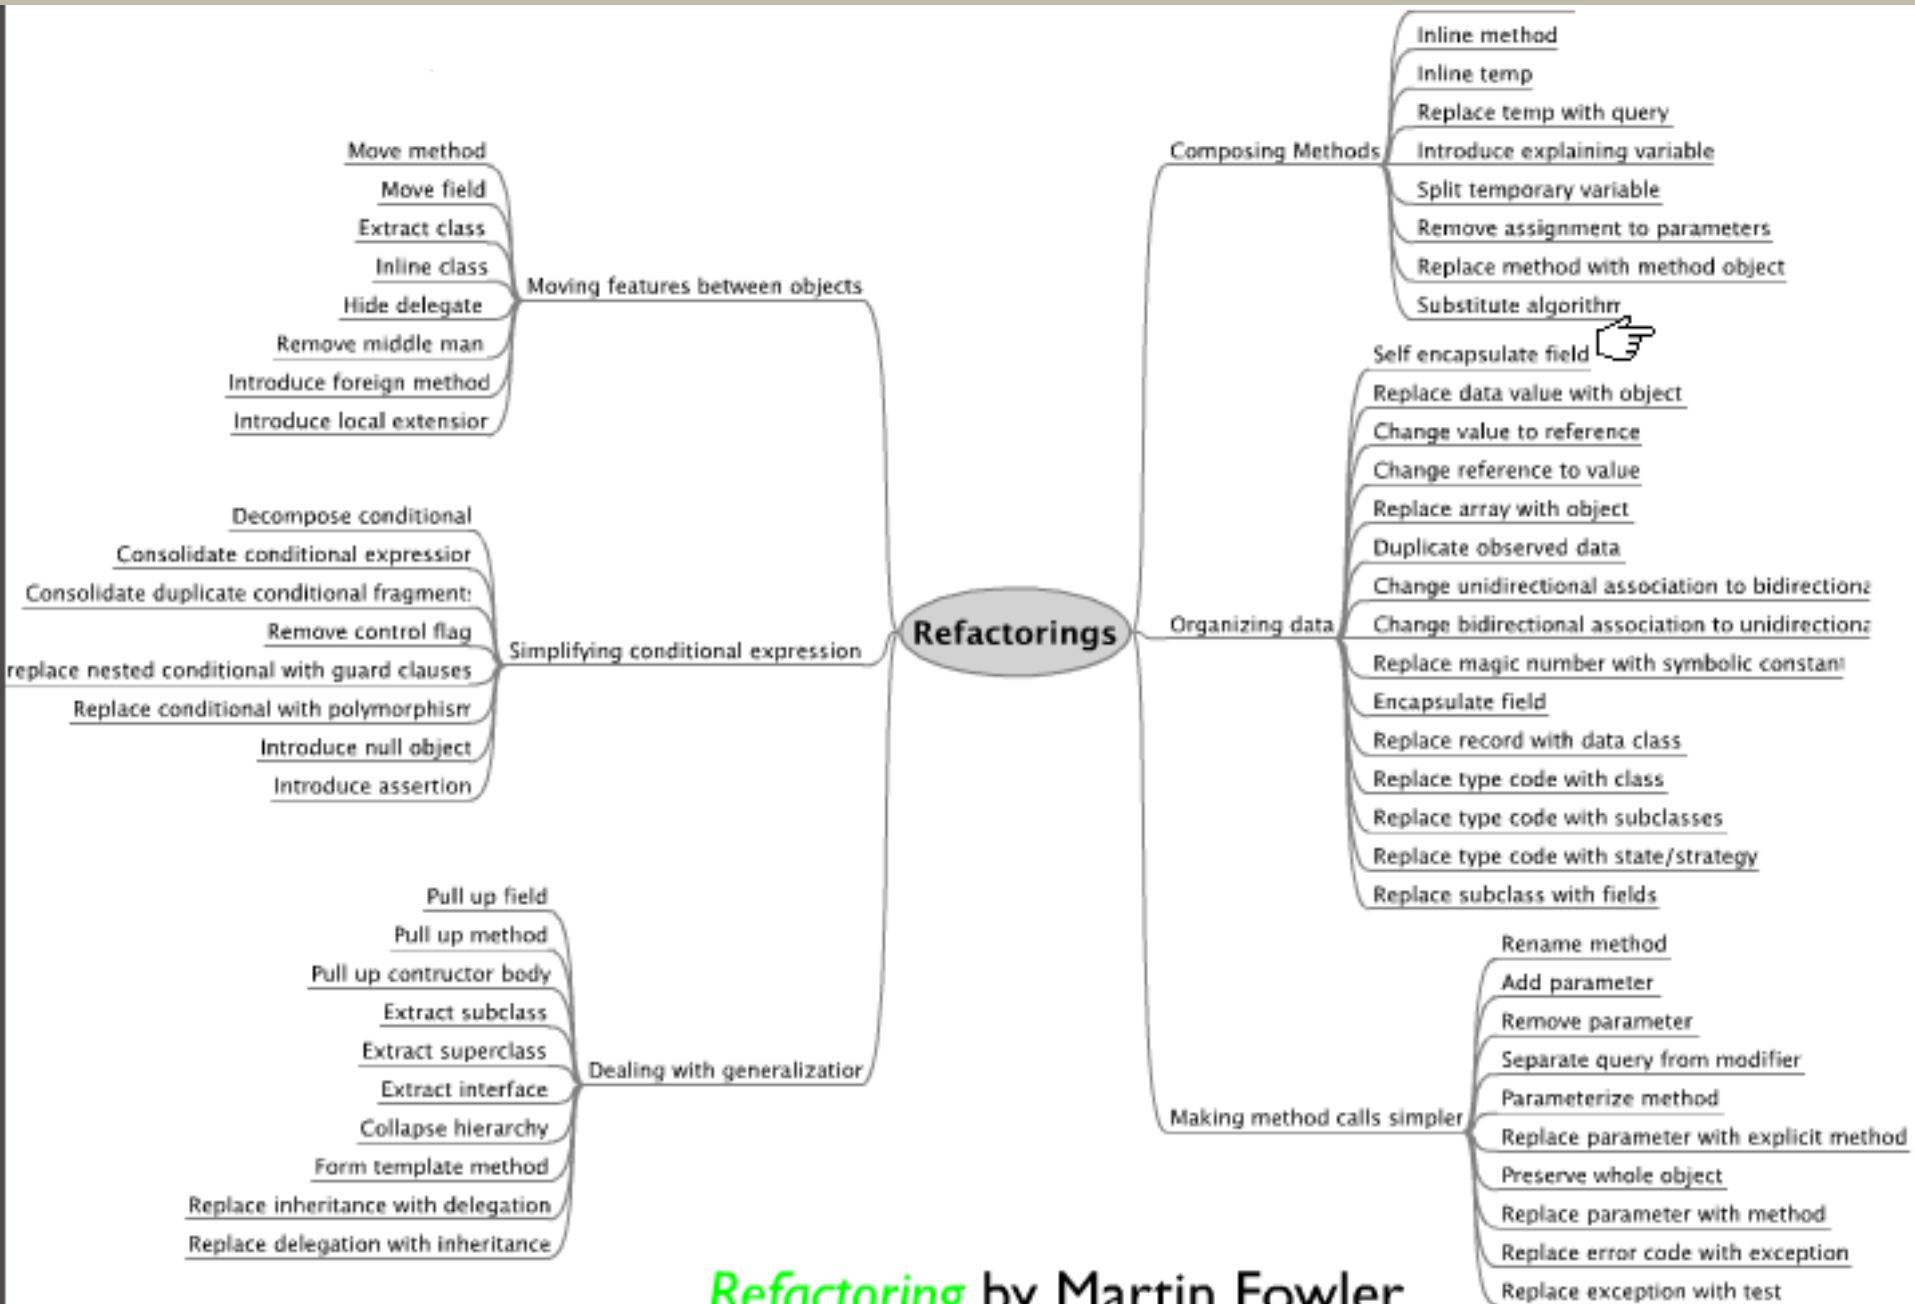 Move method
Move field
Extract class
Inline class
Hide delegate
Remove middle man
Introduce foreign method
Introduce local extension
Moving features between objects
Decompose conditional
Consolidate conditional expression
Consolidate duplicate conditional fragments
Remove control flag
replace nested conditional with guard clauses
Replace conditional with polymorphism
Introduce null object
Introduce assertion
Simplifying conditional expression
Pull up field
Pull up method
Pull up contructor body
Extract subclass
Extract superclass
Extract interface
Collapse hierarchy
Form template method
Replace inheritance with delegation
Replace delegation with inheritance
Dealing with generalization
Refactorings
Composing Methods
Inline method
Inline temp
Replace temp with query
Introduce explaining variable
Split temporary variable
Remove assignment to parameters
Replace method with method object
Substitute algorithm
Organizing data
Self encapsulate field
Replace data value with object
Change value to reference
Change reference to value
Replace array with object
Duplicate observed data
Change unidirectional association to bidirectiona
Change bidirectional association to unidirectiona
Replace magic number with symbolic constant
Encapsulate field
Replace record with data class
Replace type code with class
Replace type code with subclasses
Replace type code with state/strategy
Replace subclass with fields
Making method calls simpler
Rename method
Add parameter
Remove parameter
Separate query from modifier
Parameterize method
Replace parameter with explicit method
Preserve whole object
Replace parameter with method
Replace error code with exception
Replace exception with test
Refactoring by Martin Fowler